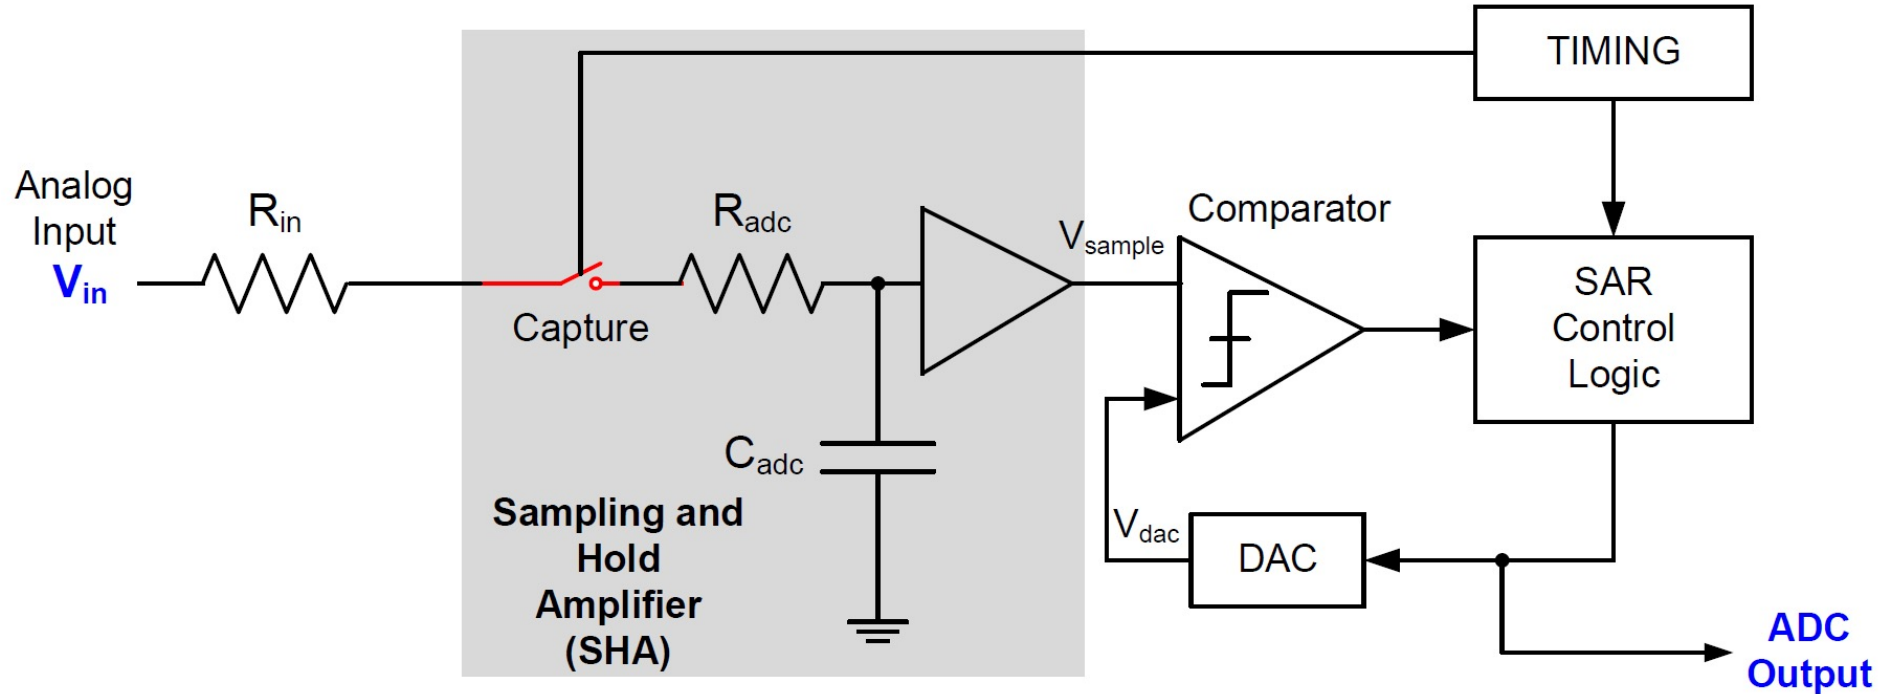 TIMING
Analog
Input
Vin
Rin
Capture
Radc
Cadc
Sampling and
Hold
Amplifier
(SHA)
Vsample
Comparator
SAR
Control
Logic
Vdac
DAC
ADC
Output